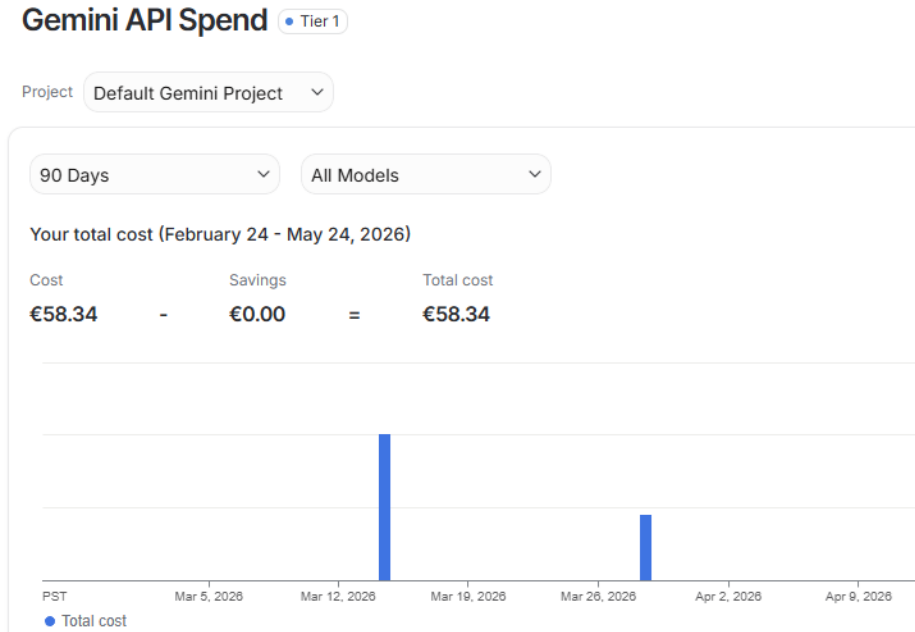 Gemini API Spend Tier 1
Project Default Gemini Project
90 Days All Models
Your total cost (February 24 - May 24, 2026)
Cost Savings Total cost
€58.34 - €0.00 = €58.34
PST Mar 5, 2026 Mar 12, 2026 Mar 19, 2026 Mar 26, 2026 Apr 2, 2026 Apr 9, 2026
Total cost